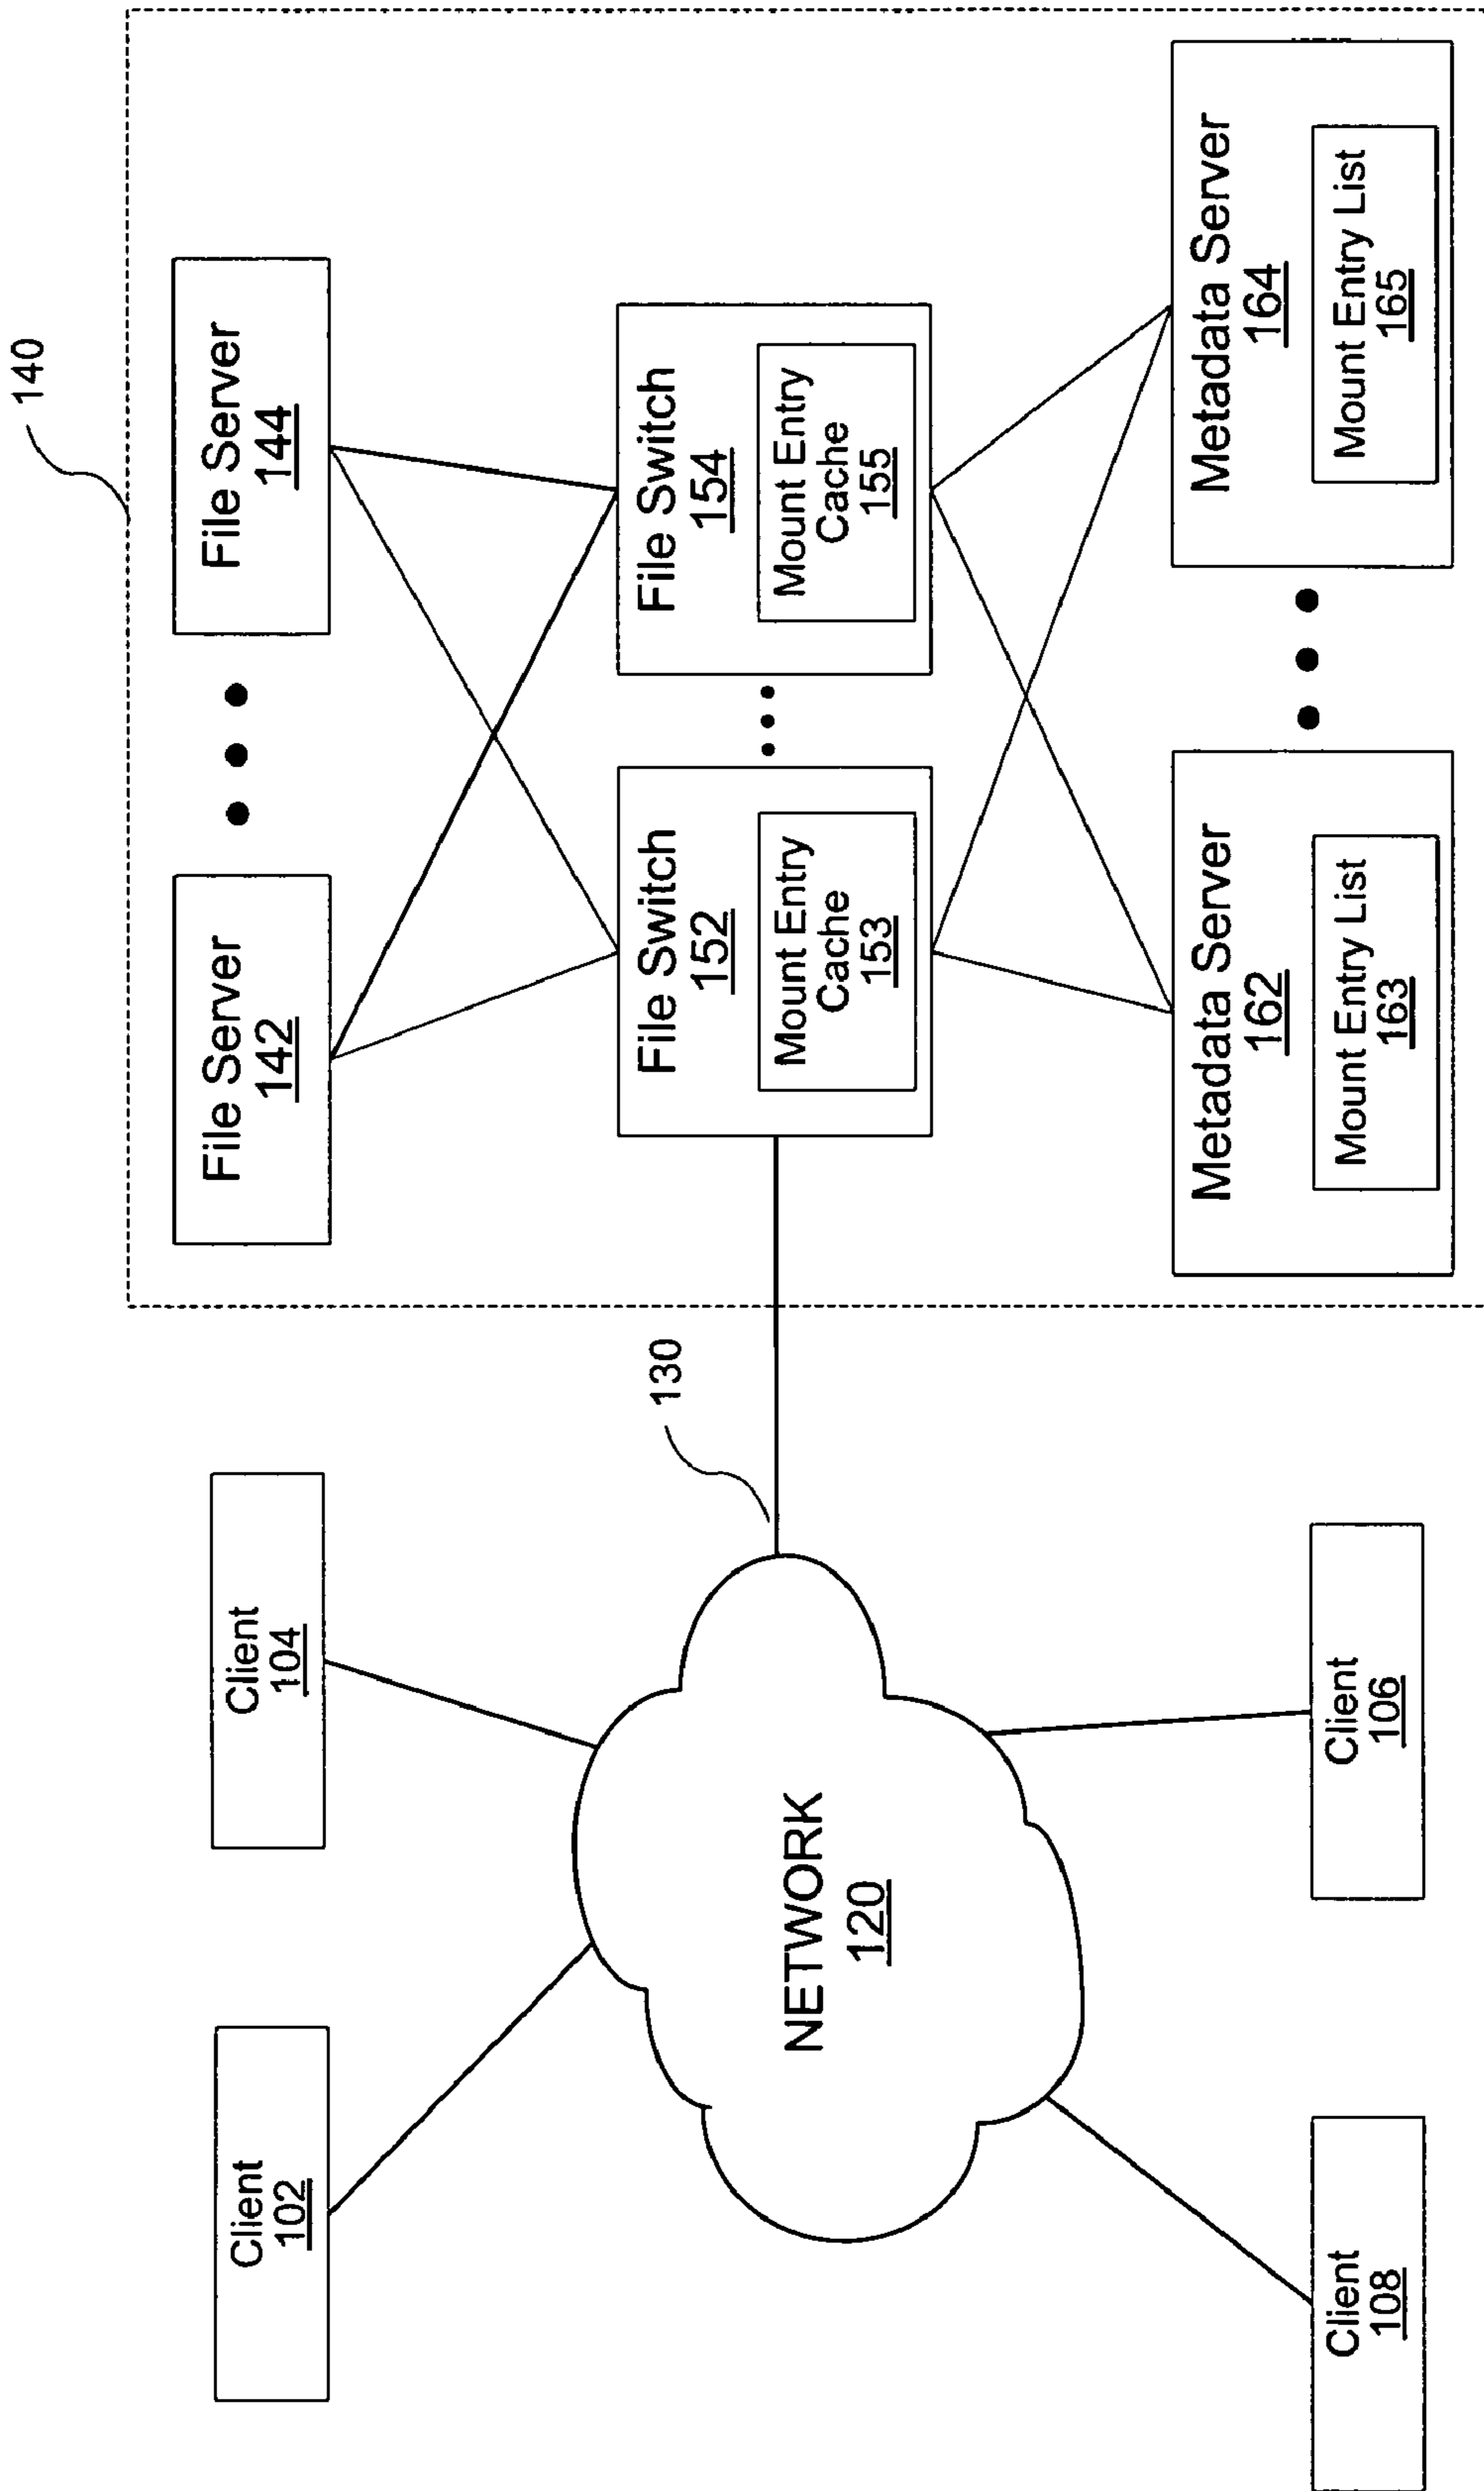 140
File Server
142
File Server
144
Client
102
Client
104
130
File Switch
152
Mount Entry
Cache
153
File Switch
154
Mount Entry
Cache
155
NETWORK
120
Metadata Server
162
Mount Entry List
163
Metadata Server
164
Mount Entry List
165
Client
108
Client
106